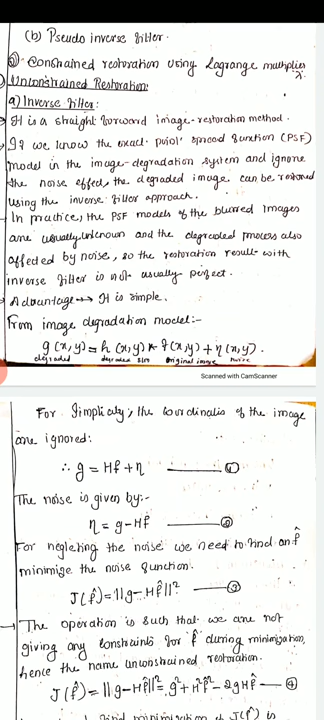 (b) Pseudo inverse filter.
② Constrained restoration using Lagrange multiplier λ.
Unconstrained Restoration:
a) Inverse filter:
It is a straight forward image-restoration method.
If we know the exact point spread function (PSF)
model in the image-degradation system and ignore
the noise effect, the degraded image can be restored
using the inverse filter approach.
In practice, the PSF models of the blurred images
are usually unknown and the degraded process also
affected by noise, so the restoration result with
inverse filter is not usually perfect.
Advantage → It is simple.
From image degradation model:-
g(x,y) = h(x,y) * f(x,y) + η(x,y).
degraded original image noise
Scanned with CamScanner
For Simplicity, the coordinates of the image
are ignored:
∴ g = Hf + η ①
The noise is given by:-
η = g - Hf ②
For neglecting the noise we need to find an f̂
minimize the noise function.
J(f̂) = ||g - Hf̂||² ③
→ The operation is such that we are not
giving any constraints for f̂ during minimization,
hence the name unconstrained restoration.
J(f̂) = ||g - Hf̂||² = g² + H²f̂² - 2gHf̂ ④
J(f̂) is